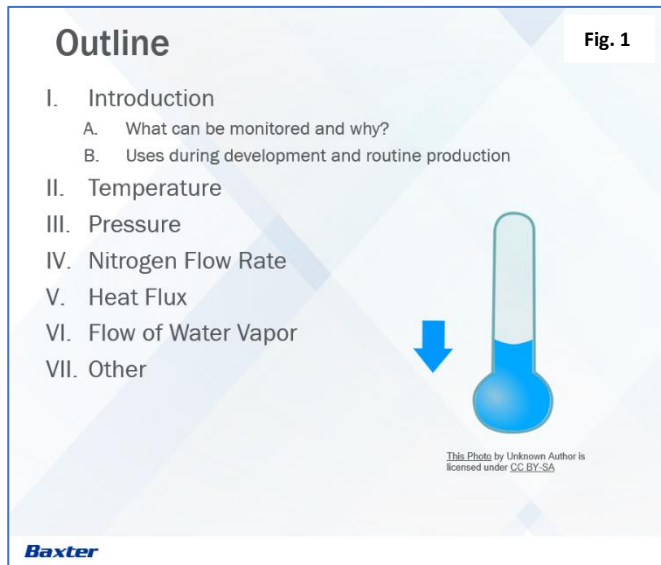 Outline
Fig. 1
I. Introduction
A. What can be monitored and why?
B. Uses during development and routine production
II. Temperature
III. Pressure
IV. Nitrogen Flow Rate
V. Heat Flux
VI. Flow of Water Vapor
VII. Other
This Photo by Unknown Author is
licensed under CC BY-SA
Baxter